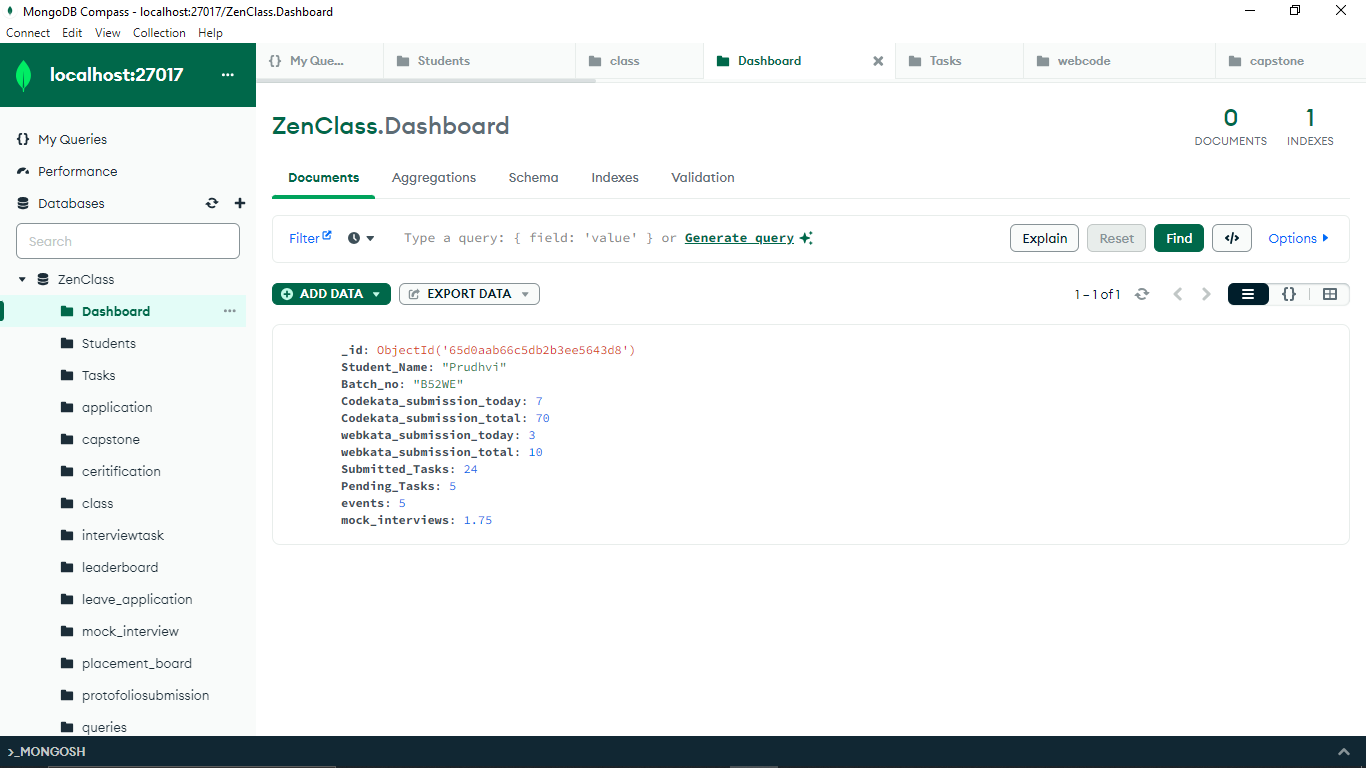 MongoDB Compass - localhost:27017/ZenClass.Dashboard
Connect Edit View Collection Help
localhost:27017 ...
{} My Que... Students class Dashboard Tasks webcode capstone
My Queries
Performance
Databases
Search
ZenClass
Dashboard
Students
Tasks
application
capstone
ceritification
class
interviewtask
leaderboard
leave_application
mock_interview
placement_board
protofoliosubmission
queries
ZenClass.Dashboard
0 1
DOCUMENTS INDEXES
Documents Aggregations Schema Indexes Validation
Filter Type a query: { field: 'value' } or Generate query Explain Reset Find </> Options
ADD DATA EXPORT DATA 1 – 1 of 1 {}
_id: ObjectId('65d0aab66c5db2b3ee5643d8')
Student_Name: "Prudhvi"
Batch_no: "B52WE"
Codekata_submission_today: 7
Codekata_submission_total: 70
webkata_submission_today: 3
webkata_submission_total: 10
Submitted_Tasks: 24
Pending_Tasks: 5
events: 5
mock_interviews: 1.75
>_MONGOSH